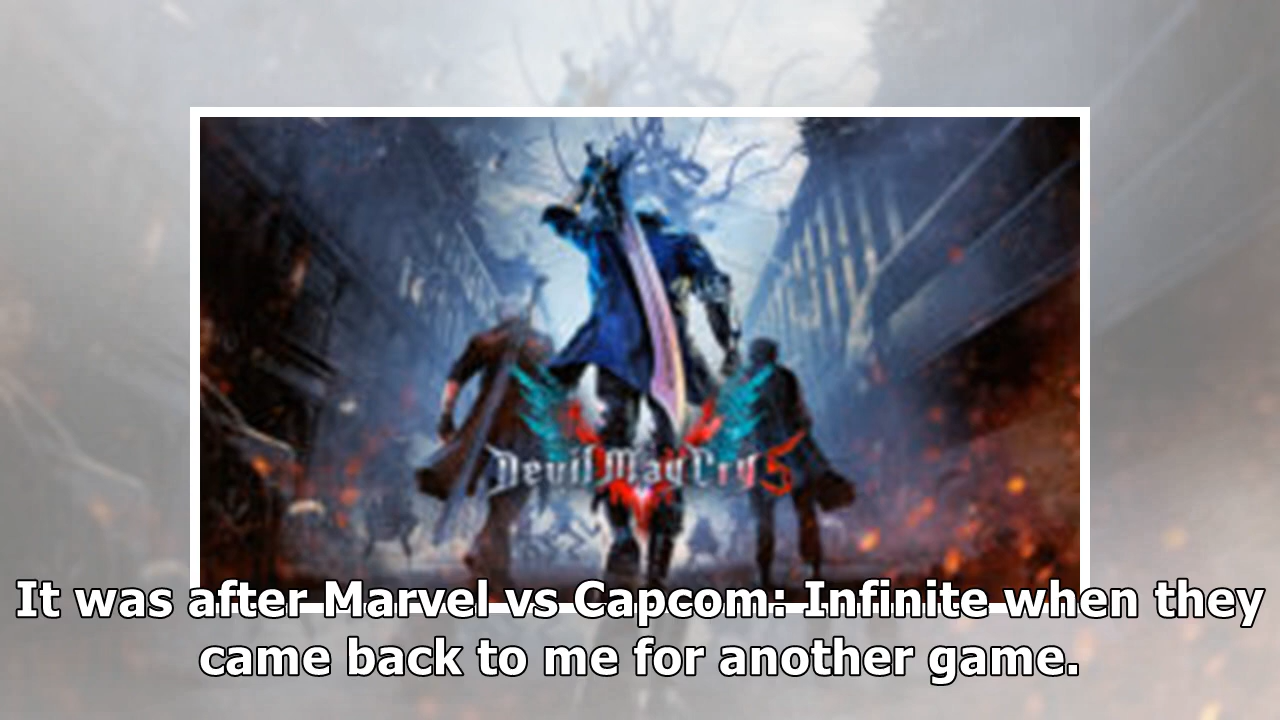 Devil May Cry 5
It was after Marvel vs Capcom: Infinite when they
came back to me for another game.